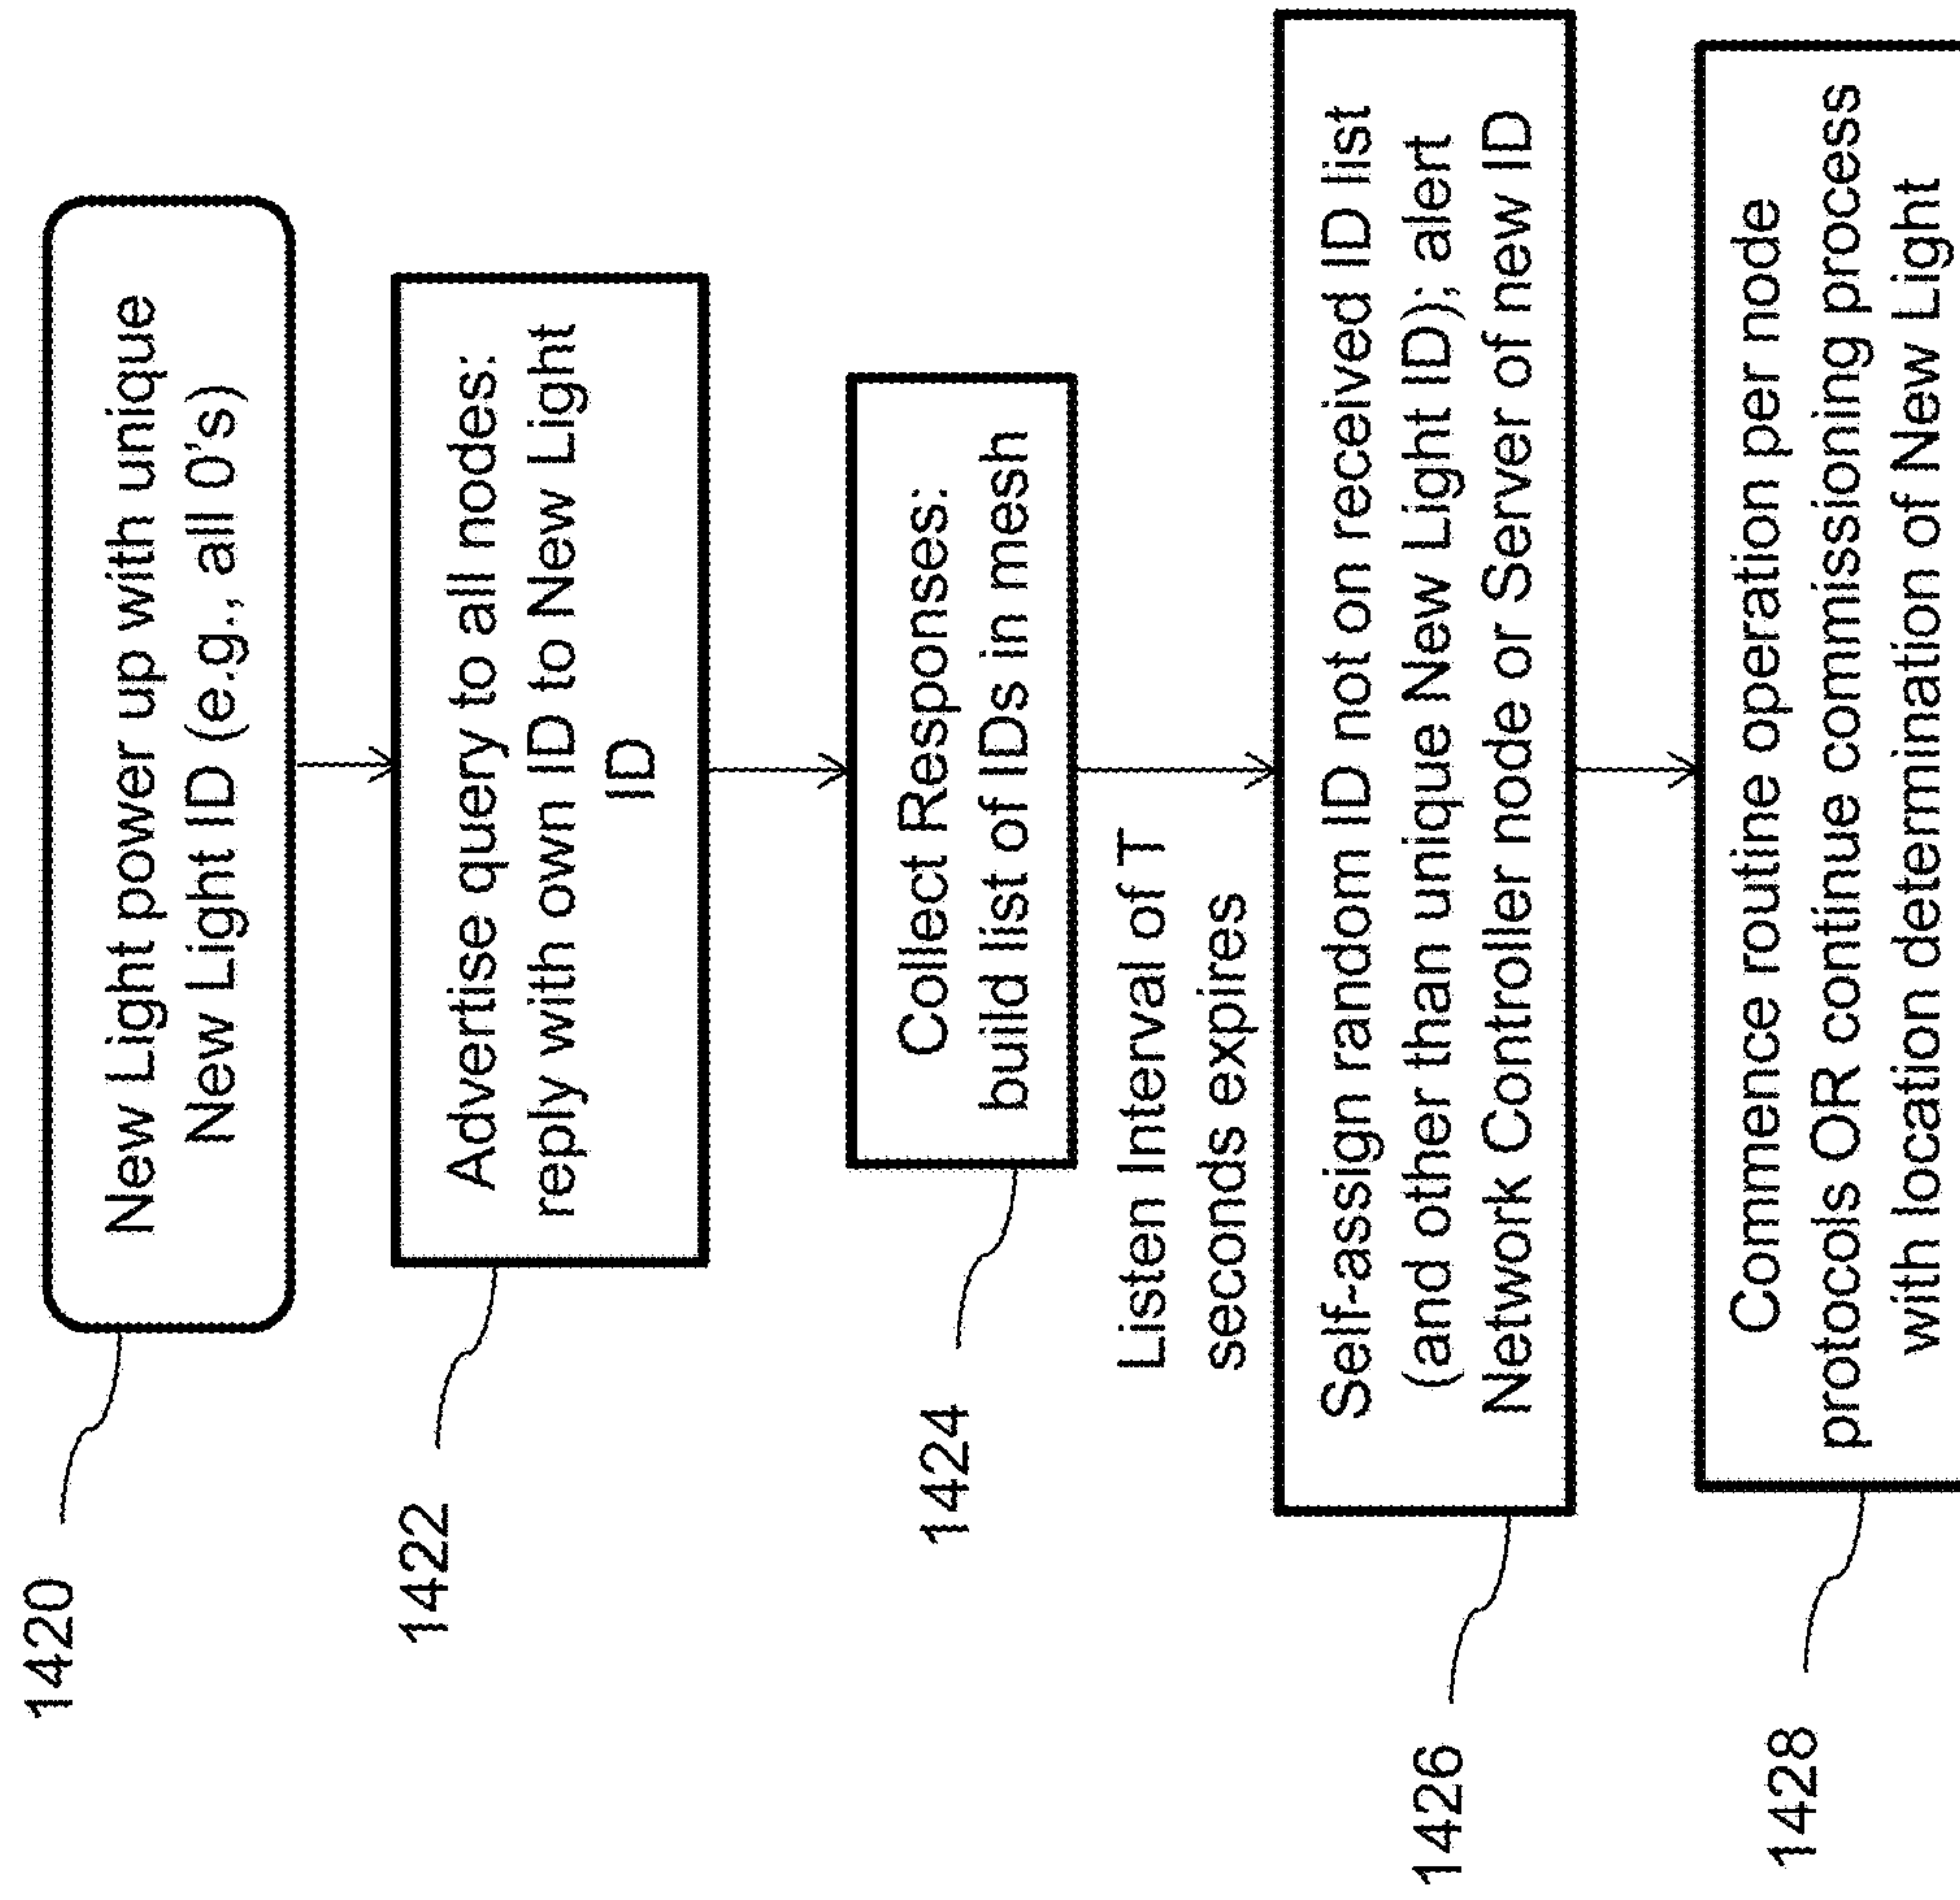 1420
New Light power up with unique
New Light ID (e.g., all 0's)
1422
Advertise query to all nodes:
reply with own ID to New Light
ID
1424
Collect Responses:
build list of IDs in mesh
Listen Interval of T
seconds expires
1426
Self-assign random ID not on received ID list
(and other than unique New Light ID); alert
Network Controller node or Server of new ID
1428
Commence routine operation per node
protocols OR continue commissioning process
with location determination of New Light